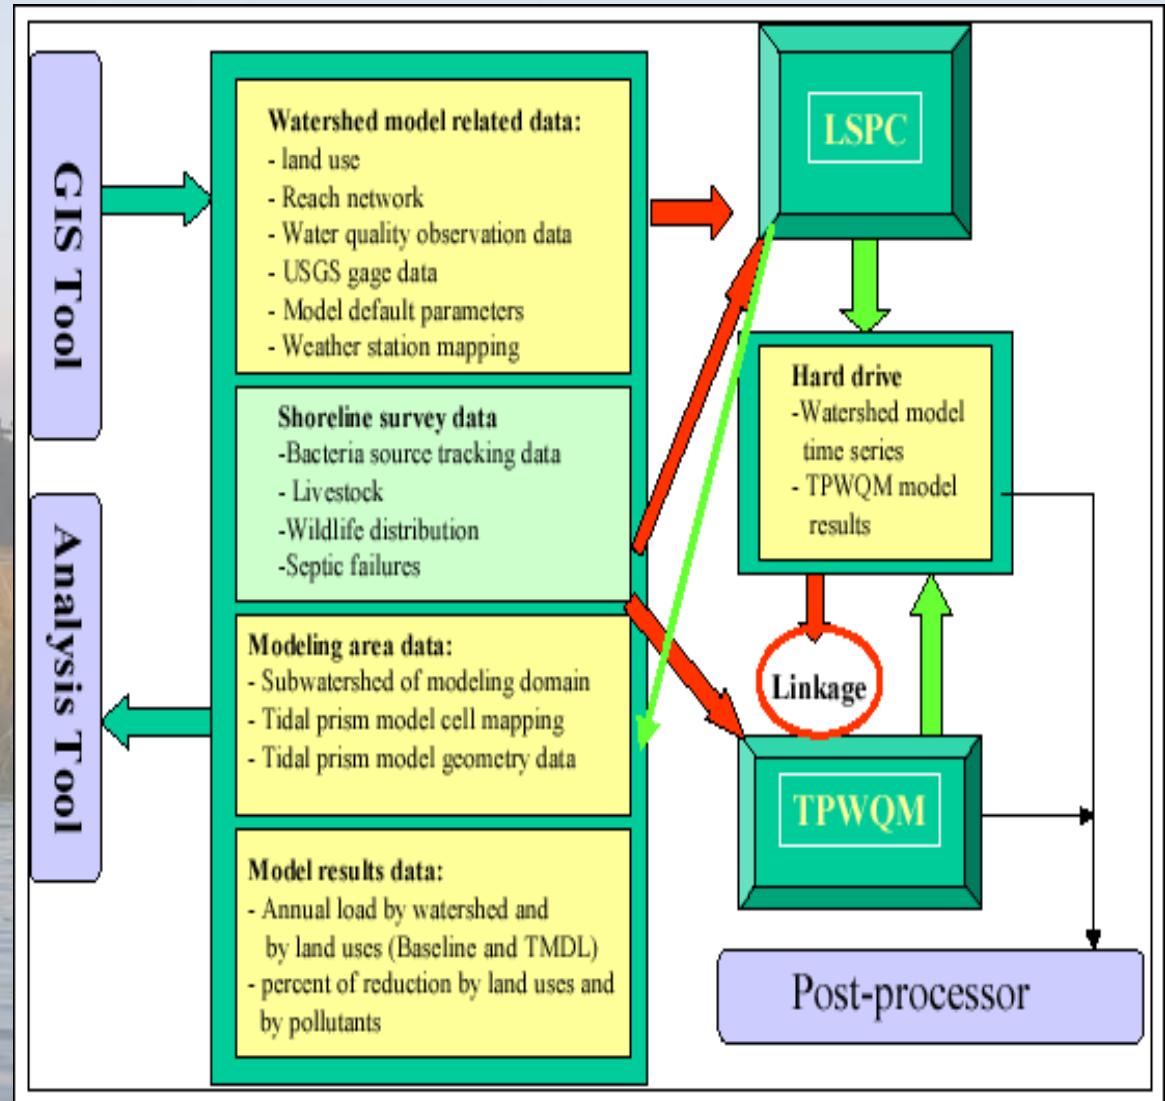 GIS Tool
Analysis Tool
Watershed model related data:
- land use
- Reach network
- Water quality observation data
- USGS gage data
- Model default parameters
- Weather station mapping
Shoreline survey data
-Bacteria source tracking data
- Livestock
-Wildlife distribution
-Septic failures
Modeling area data:
- Subwatershed of modeling domain
- Tidal prism model cell mapping
- Tidal prism model geometry data
Model results data:
- Annual load by watershed and
by land uses (Baseline and TMDL)
- percent of reduction by land uses and
by pollutants
LSPC
Hard drive
-Watershed model
time series
- TPWQM model
results
Linkage
TPWQM
Post-processor